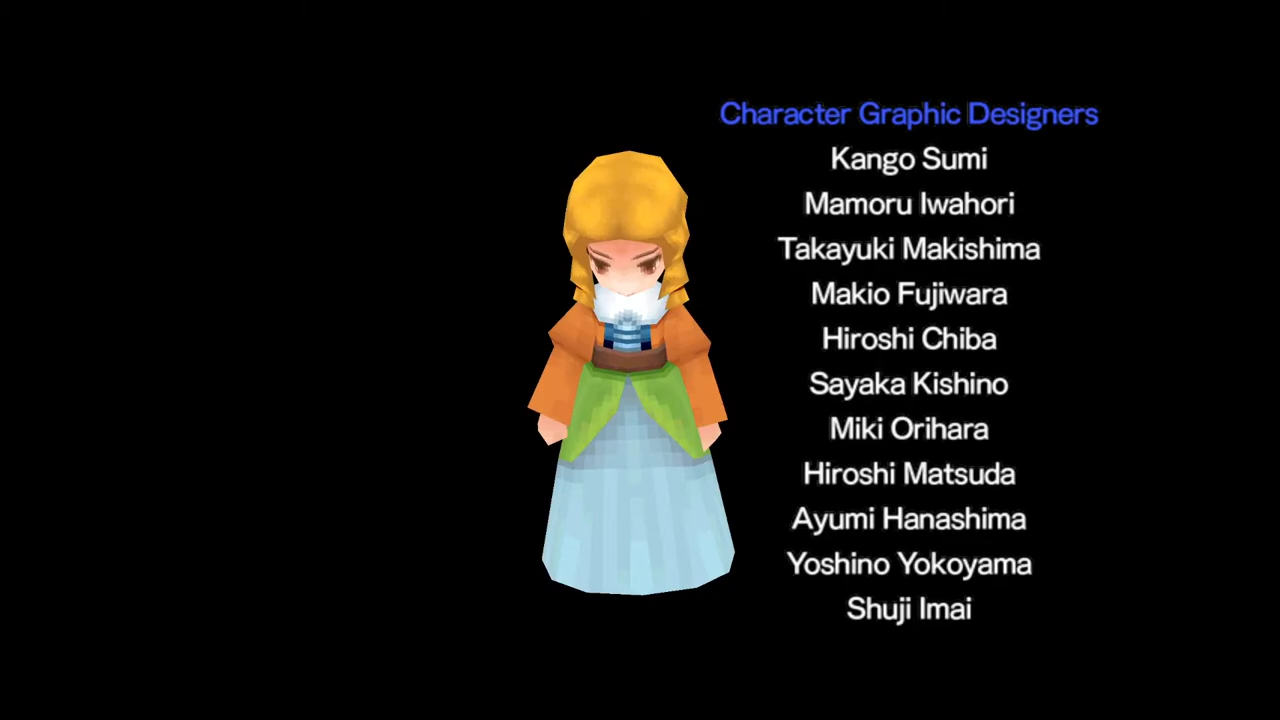 Character Graphic Designers
Kango Sumi
Mamoru Iwahori
Takayuki Makishima
Makio Fujiwara
Hiroshi Chiba
Sayaka Kishino
Miki Orihara
Hiroshi Matsuda
Ayumi Hanashima
Yoshino Yokoyama
Shuji Imai